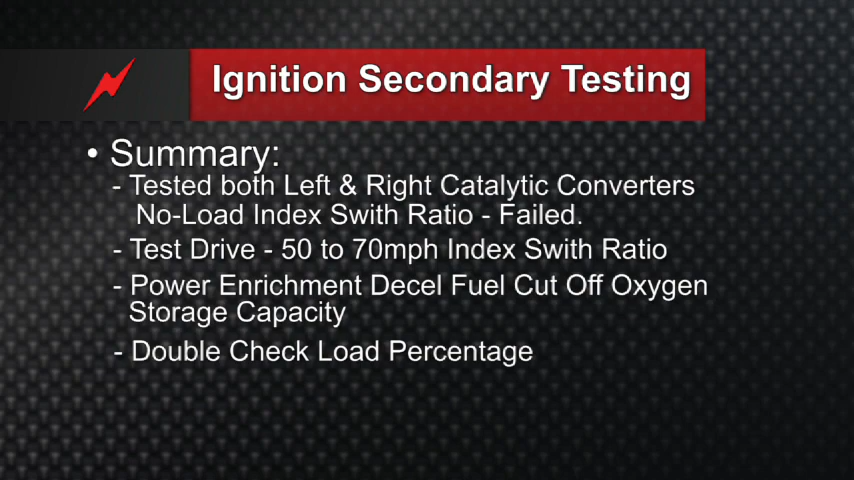 Ignition Secondary Testing
• Summary:
- Tested both Left & Right Catalytic Converters
No-Load Index Swith Ratio - Failed.
- Test Drive - 50 to 70mph Index Swith Ratio
- Power Enrichment Decel Fuel Cut Off Oxygen
Storage Capacity
- Double Check Load Percentage